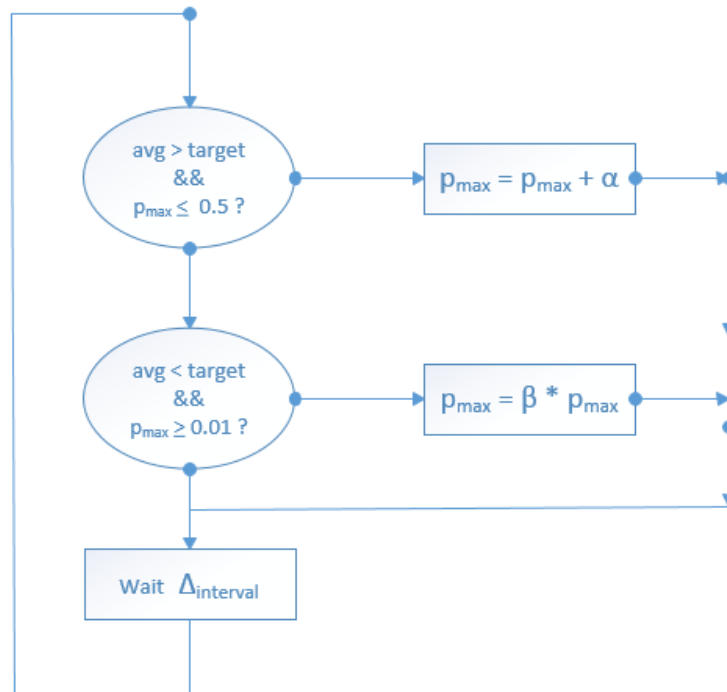 avg > target
&&
pmax ≤ 0.5 ?
pmax = pmax + α
avg < target
&&
pmax ≥ 0.01 ?
pmax = β * pmax
Wait Δinterval